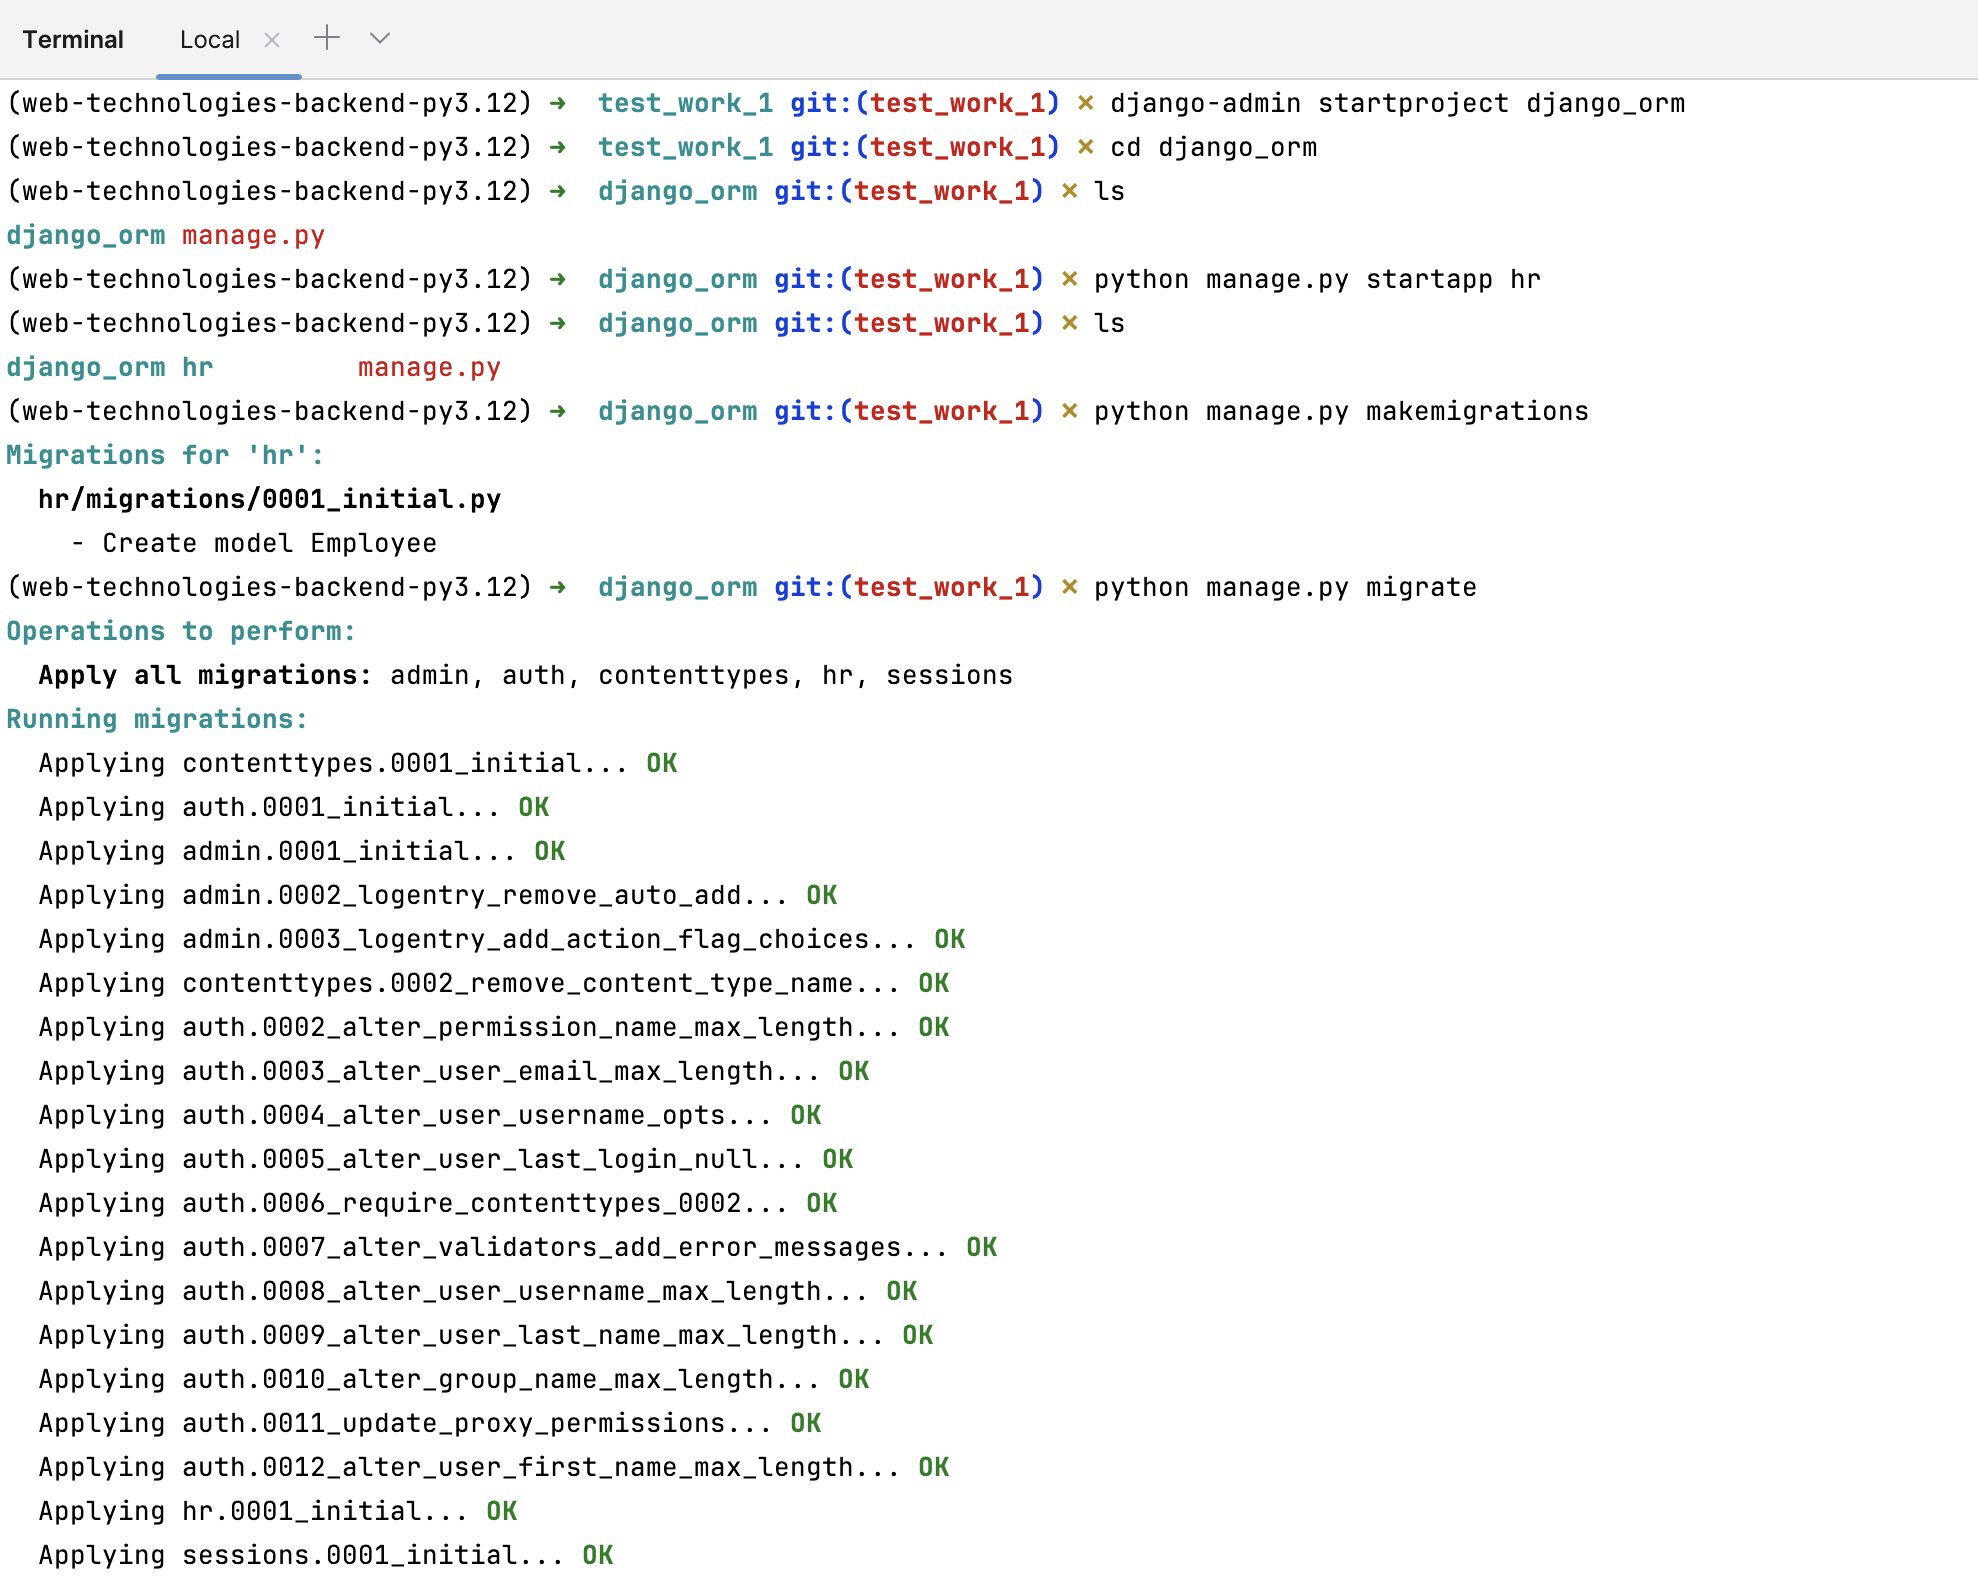 Terminal Local × + ⌄
(web-technologies-backend-py3.12) ➜  test_work_1 git:(test_work_1) ✗ django-admin startproject django_orm
(web-technologies-backend-py3.12) ➜  test_work_1 git:(test_work_1) ✗ cd django_orm
(web-technologies-backend-py3.12) ➜  django_orm git:(test_work_1) ✗ ls
django_orm manage.py
(web-technologies-backend-py3.12) ➜  django_orm git:(test_work_1) ✗ python manage.py startapp hr
(web-technologies-backend-py3.12) ➜  django_orm git:(test_work_1) ✗ ls
django_orm hr         manage.py
(web-technologies-backend-py3.12) ➜  django_orm git:(test_work_1) ✗ python manage.py makemigrations
Migrations for 'hr':
  hr/migrations/0001_initial.py
    - Create model Employee
(web-technologies-backend-py3.12) ➜  django_orm git:(test_work_1) ✗ python manage.py migrate
Operations to perform:
  Apply all migrations: admin, auth, contenttypes, hr, sessions
Running migrations:
  Applying contenttypes.0001_initial... OK
  Applying auth.0001_initial... OK
  Applying admin.0001_initial... OK
  Applying admin.0002_logentry_remove_auto_add... OK
  Applying admin.0003_logentry_add_action_flag_choices... OK
  Applying contenttypes.0002_remove_content_type_name... OK
  Applying auth.0002_alter_permission_name_max_length... OK
  Applying auth.0003_alter_user_email_max_length... OK
  Applying auth.0004_alter_user_username_opts... OK
  Applying auth.0005_alter_user_last_login_null... OK
  Applying auth.0006_require_contenttypes_0002... OK
  Applying auth.0007_alter_validators_add_error_messages... OK
  Applying auth.0008_alter_user_username_max_length... OK
  Applying auth.0009_alter_user_last_name_max_length... OK
  Applying auth.0010_alter_group_name_max_length... OK
  Applying auth.0011_update_proxy_permissions... OK
  Applying auth.0012_alter_user_first_name_max_length... OK
  Applying hr.0001_initial... OK
  Applying sessions.0001_initial... OK